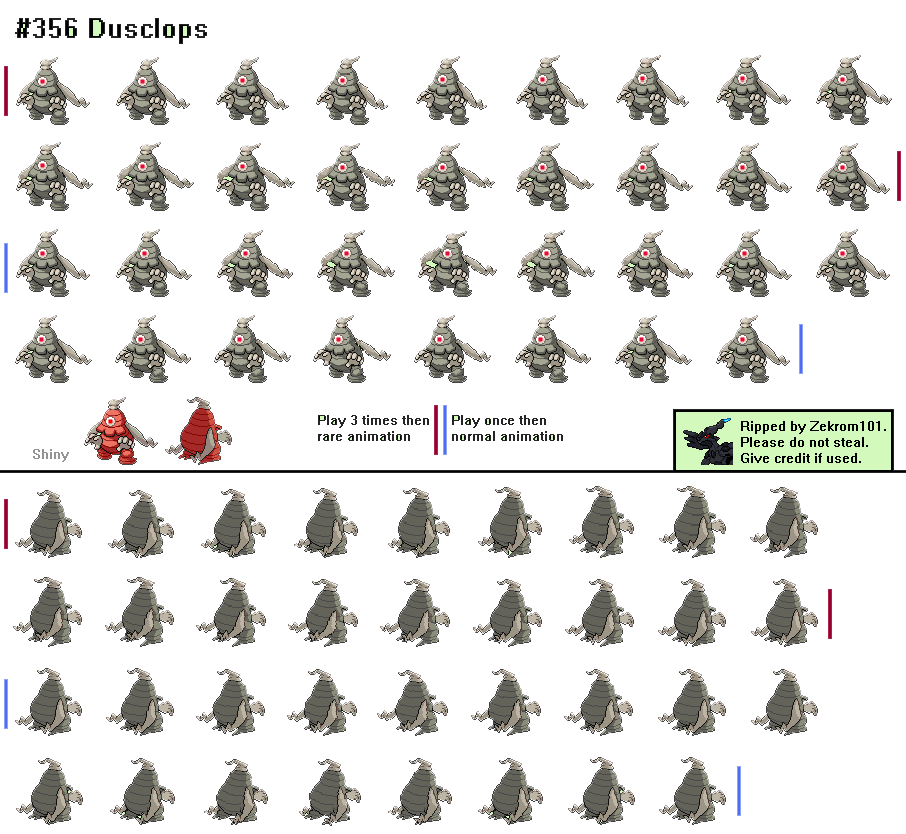 #356 Dusclops
Play 3 times then
rare animation
Play once then
normal animation
Shiny
Ripped by Zekrom101.
Please do not steal.
Give credit if used.